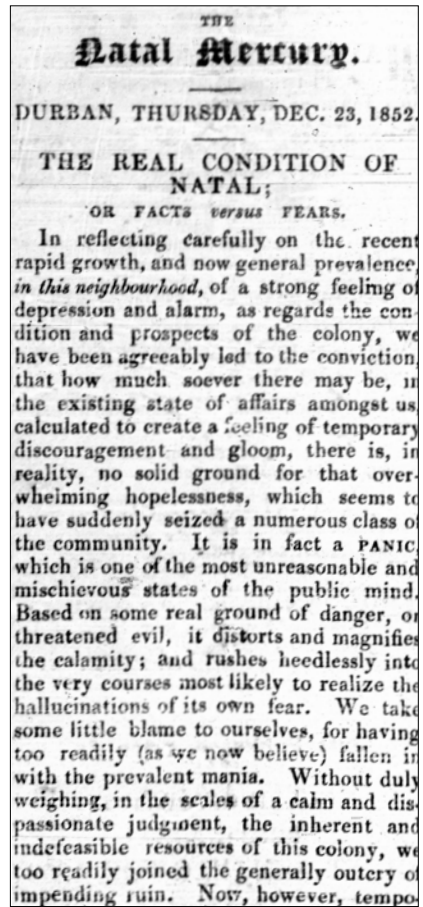 THE
Natal Mercury.
DURBAN, THURSDAY, DEC. 23, 1852.
THE REAL CONDITION OF
NATAL;
OR FACTS versus FEARS.
In reflecting carefully on the recent
rapid growth, and now general prevalence,
in this neighbourhood, of a strong feeling of
depression and alarm, as regards the con-
dition and prospects of the colony, we
have been agreeably led to the conviction,
that how much soever there may be, in
the existing state of affairs amongst us,
calculated to create a feeling of temporary
discouragement and gloom, there is, in
reality, no solid ground for that over-
wheiming hopelessness, which seems to
have suddenly seized a numerous class of
the community. It is in fact a PANIC,
which is one of the most unreasonable and
mischievous states of the public mind.
Based on some real ground of danger, or
threatened evil, it distorts and magnifies
the calamity; and rushes heedlessly into
the very courses most likely to realize the
hallucinations of its own fear. We take
some little blame to ourselves, for having
too readily (as we now believe) fallen in
with the prevalent mania. Without duly
weighing, in the scales of a calm and dis-
passionate judgment, the inherent and
indefeasible resources of this colony, we
too readily joined the generally outcry of
impending ruin. Now, however, tempo-